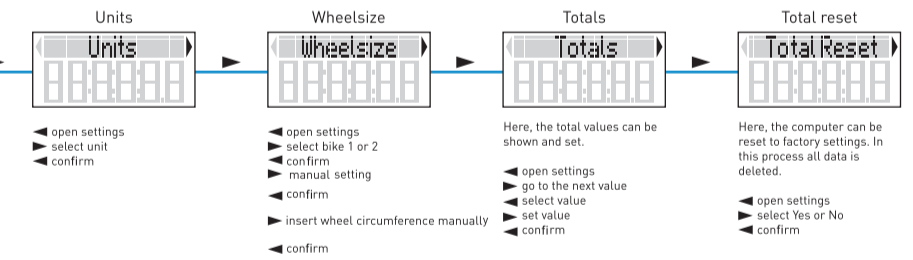 Units
Units
◄ open settings
► select unit
◄ confirm
Wheelsize
Wheelsize
◄ open settings
► select bike 1 or 2
◄ confirm
► manual setting
◄ confirm
► insert wheel circumference manually
◄ confirm
Totals
Totals
Here, the total values can be
shown and set.
◄ open settings
► go to the next value
◄ select value
► set value
◄ confirm
Total reset
Total Reset
Here, the computer can be
reset to factory settings. In
this process all data is
deleted.
◄ open settings
► select Yes or No
◄ confirm